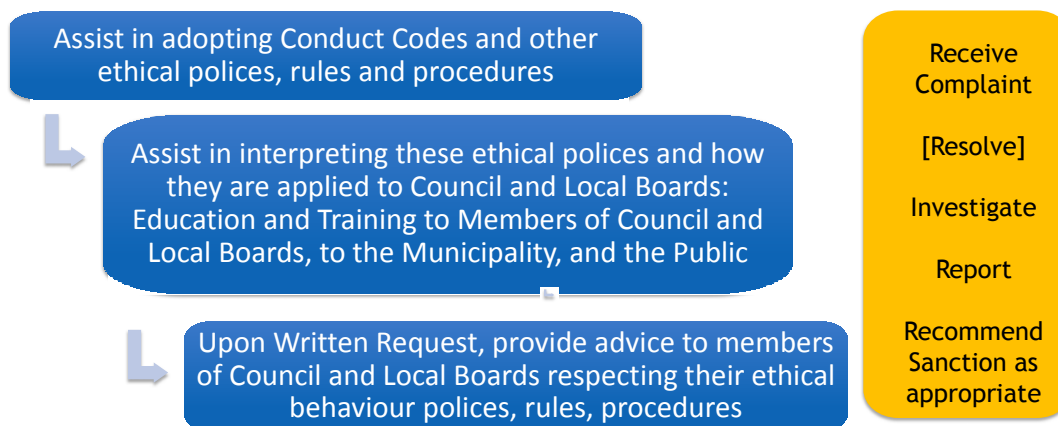 Assist in adopting Conduct Codes and other
ethical polices, rules and procedures
Assist in interpreting these ethical polices and how
they are applied to Council and Local Boards:
Education and Training to Members of Council and
Local Boards, to the Municipality, and the Public
Upon Written Request, provide advice to members
of Council and Local Boards respecting their ethical
behaviour polices, rules, procedures
Receive
Complaint
[Resolve]
Investigate
Report
Recommend
Sanction as
appropriate